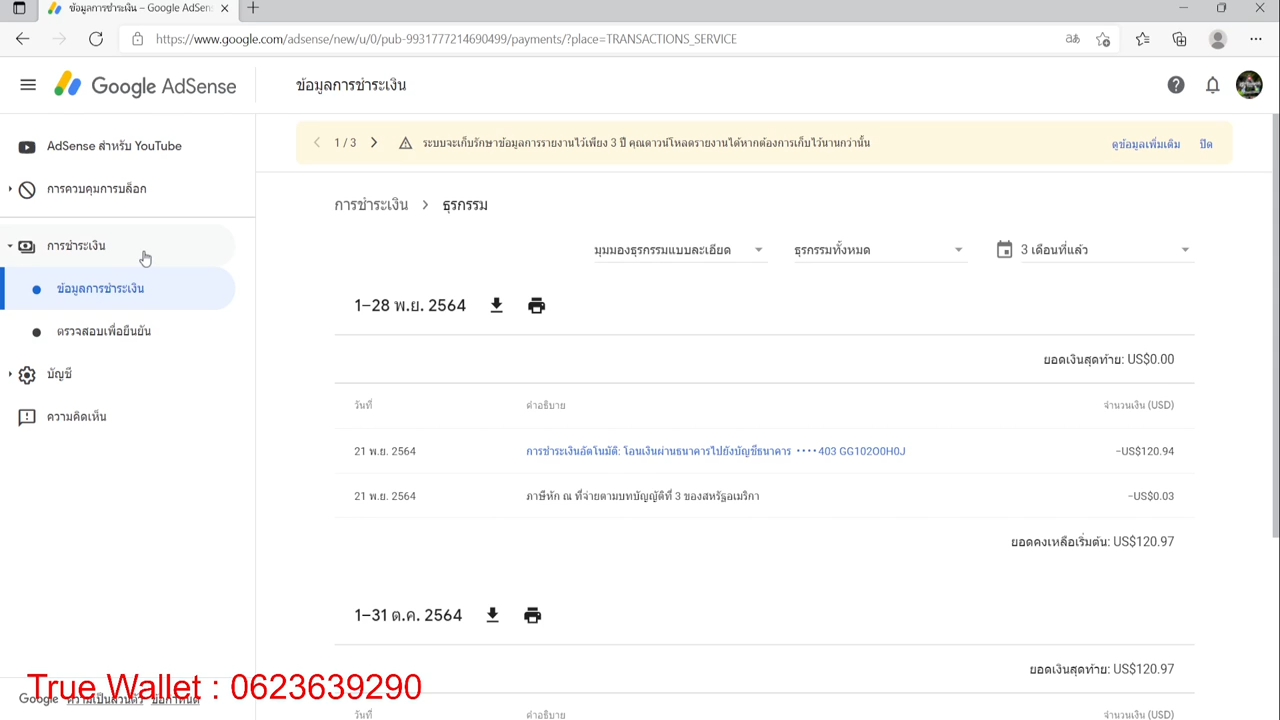 ข้อมูลการชำระเงิน – Google AdSen
https://www.google.com/adsense/new/u/0/pub-9931777214690499/payments/?place=TRANSACTIONS_SERVICE
Google AdSense
ข้อมูลการชำระเงิน
AdSense สำหรับ YouTube
การควบคุมการบล็อก
การชำระเงิน
ข้อมูลการชำระเงิน
ตรวจสอบเพื่อยืนยัน
บัญชี
ความคิดเห็น
1 / 3
ระบบจะเก็บรักษาข้อมูลการรายงานไว้เพียง 3 ปี คุณดาวน์โหลดรายงานได้หากต้องการเก็บไว้นานกว่านั้น
ดูข้อมูลเพิ่มเติม
ปิด
การชำระเงิน > ธุรกรรม
มุมมองธุรกรรมแบบละเอียด
ธุรกรรมทั้งหมด
3 เดือนที่แล้ว
1–28 พ.ย. 2564
ยอดเงินสุดท้าย: US$0.00
วันที่ คำอธิบาย จำนวนเงิน (USD)
21 พ.ย. 2564 การชำระเงินอัตโนมัติ: โอนเงินผ่านธนาคารไปยังบัญชีธนาคาร ････403 GG102O0H0J −US$120.94
21 พ.ย. 2564 ภาษีหัก ณ ที่จ่ายตามบทบัญญัติที่ 3 ของสหรัฐอเมริกา −US$0.03
ยอดคงเหลือเริ่มต้น: US$120.97
1–31 ต.ค. 2564
ยอดเงินสุดท้าย: US$120.97
วันที่ คำอธิบาย จำนวนเงิน (USD)
True Wallet : 0623639290
Google ความเป็นส่วนตัว ข้อกำหนด